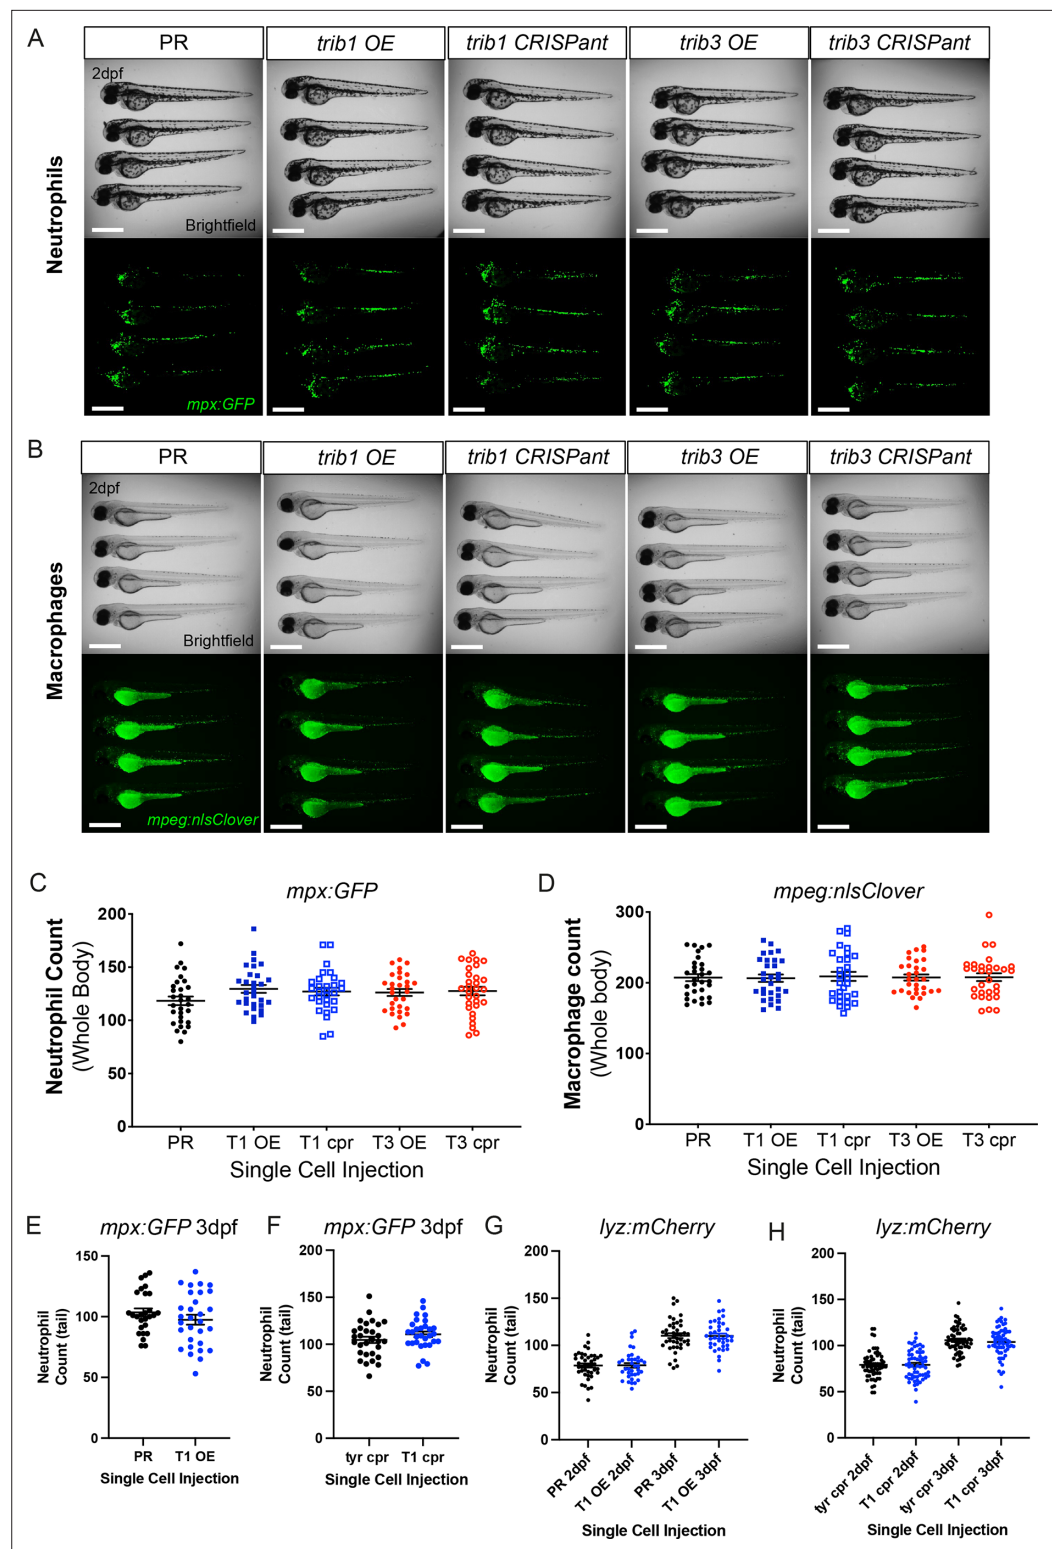 A
PR
trib1 OE
trib1 CRISPant
trib3 OE
trib3 CRISPant
Neutrophils
2dpf
Brightfield
mpx:GFP
B
PR
trib1 OE
trib1 CRISPant
trib3 OE
trib3 CRISPant
Macrophages
2dpf
Brightfield
mpeg:nlsClover
C
mpx:GFP
Neutrophil Count
(Whole Body)
200
150
100
50
0
PR
T1 OE
T1 cpr
T3 OE
T3 cpr
Single Cell Injection
D
mpeg:nlsClover
Macrophage count
(Whole body)
300
200
100
0
PR
T1 OE
T1 cpr
T3 OE
T3 cpr
Single Cell Injection
E
mpx:GFP 3dpf
Neutrophil
Count (tail)
150
100
50
0
PR
T1 OE
Single Cell Injection
F
mpx:GFP 3dpf
Neutrophil
Count (tail)
200
150
100
50
0
tyr cpr
T1 cpr
Single Cell Injection
G
lyz:mCherry
Neutrophil
Count (tail)
200
150
100
50
0
PR 2dpf
T1 OE 2dpf
PR 3dpf
T1 OE 3dpf
Single Cell Injection
H
lyz:mCherry
Neutrophil
Count (tail)
200
150
100
50
0
tyr cpr 2dpf
T1 cpr 2dpf
tyr cpr 3dpf
T1 cpr 3dpf
Single Cell Injection